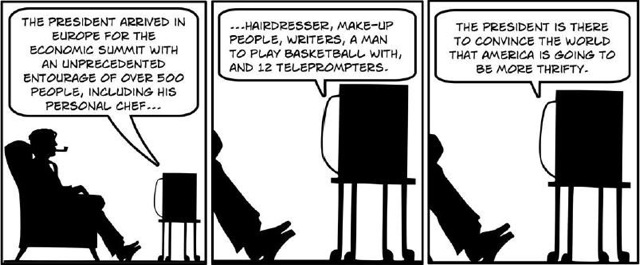 THE PRESIDENT ARRIVED IN
EUROPE FOR THE
ECONOMIC SUMMIT WITH
AN UNPRECEDENTED
ENTOURAGE OF OVER 500
PEOPLE, INCLUDING HIS
PERSONAL CHEF---
---HAIRDRESSER, MAKE-UP
PEOPLE, WRITERS, A MAN
TO PLAY BASKETBALL WITH,
AND 12 TELEPROMPTERS.
THE PRESIDENT IS THERE
TO CONVINCE THE WORLD
THAT AMERICA IS GOING TO
BE MORE THRIFTY.